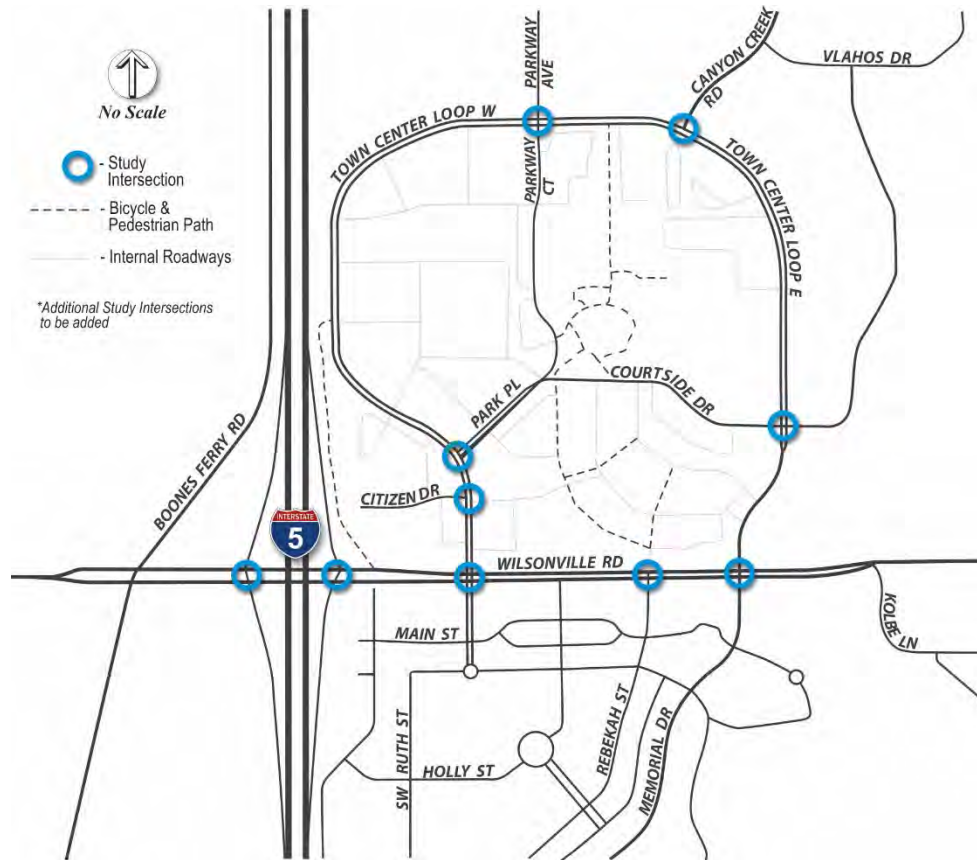 No Scale
- Study
Intersection
- Bicycle &
Pedestrian Path
- Internal Roadways
*Additional Study Intersections
to be added
PARKWAY
AVE
CANYON CREEK
RD
VLAHOS DR
TOWN CENTER LOOP W
PARKWAY
CT
TOWN CENTER LOOP E
COURTSIDE DR
PARK PL
BOONES FERRY RD
CITIZEN DR
INTERSTATE
5
WILSONVILLE RD
MAIN ST
KOLBE
LN
SW RUTH ST
REBEKAH ST
MEMORIAL DR
HOLLY ST